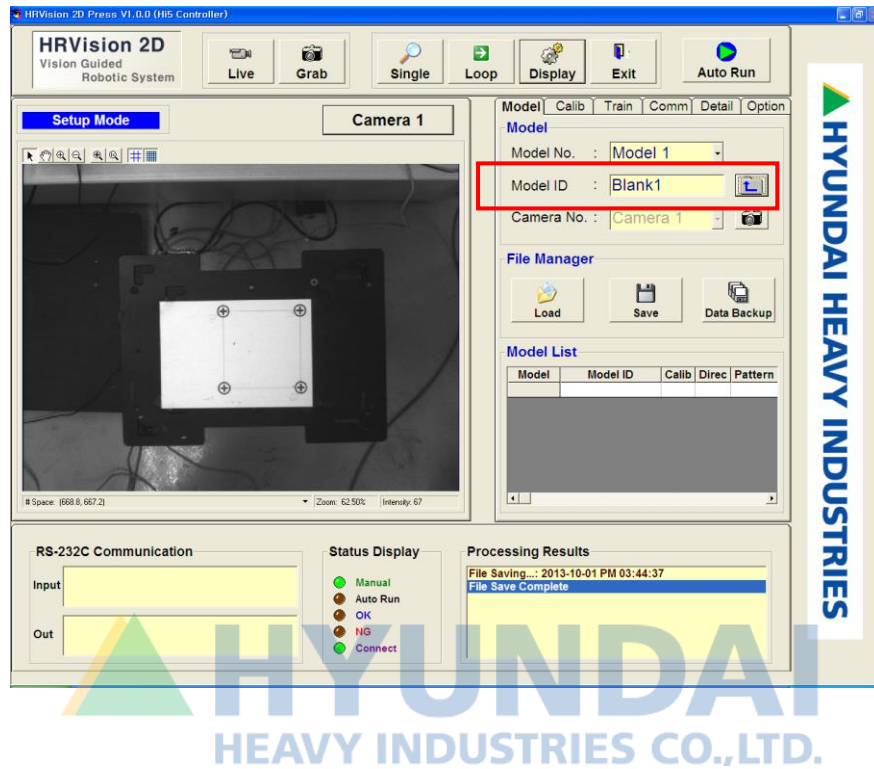 HRVision 2D Press V1.0.0 (Hi5 Controller)
HRVision 2D
Vision Guided
Robotic System
Live
Grab
Single
Loop
Display
Exit
Auto Run
Setup Mode
Camera 1
# Space: (668.8, 667.2)
Zoom: 62.50%
Intensity: 67
Model Calib Train Comm Detail Option
Model
Model No. : Model 1
Model ID : Blank1
Camera No. : Camera 1
File Manager
Load
Save
Data Backup
Model List
Model Model ID Calib Direc Pattern
RS-232C Communication
Input
Out
Status Display
Manual
Auto Run
OK
NG
Connect
Processing Results
File Saving...: 2013-10-01 PM 03:44:37
File Save Complete
HYUNDAI HEAVY INDUSTRIES
HYUNDAI
HEAVY INDUSTRIES CO.,LTD.